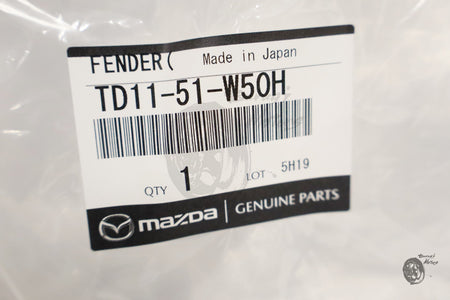 FENDER( Made in Japan
TD11-51-W50H
QTY 1 LOT 5H19
mazda GENUINE PARTS